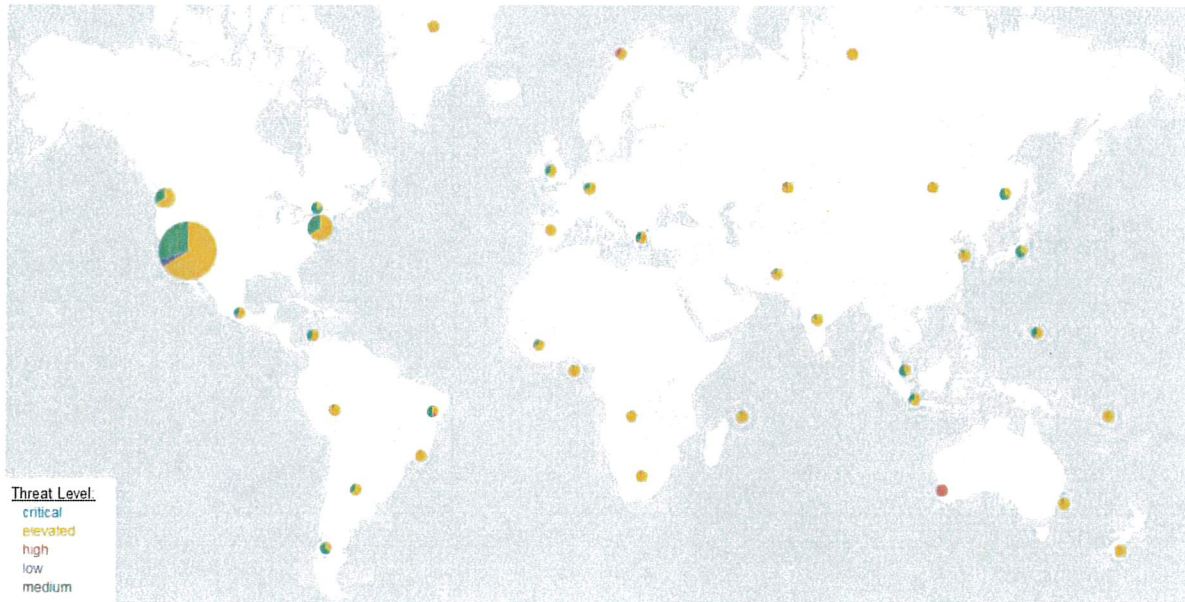 Threat Level:
critical
elevated
high
low
medium